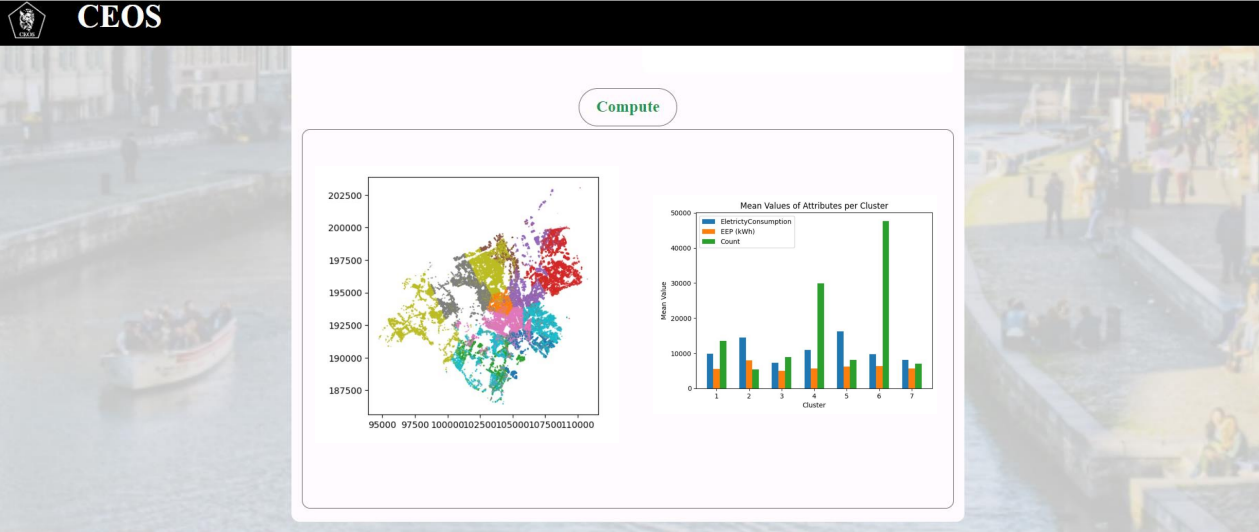 CEOS
CEOS
Compute
202500
200000
197500
195000
192500
190000
187500
95000 97500 100000102500105000107500110000
Mean Values of Attributes per Cluster
50000
40000
30000
20000
10000
0
Mean Value
EletrictyConsumption
EEP (kWh)
Count
1 2 3 4 5 6 7
Cluster